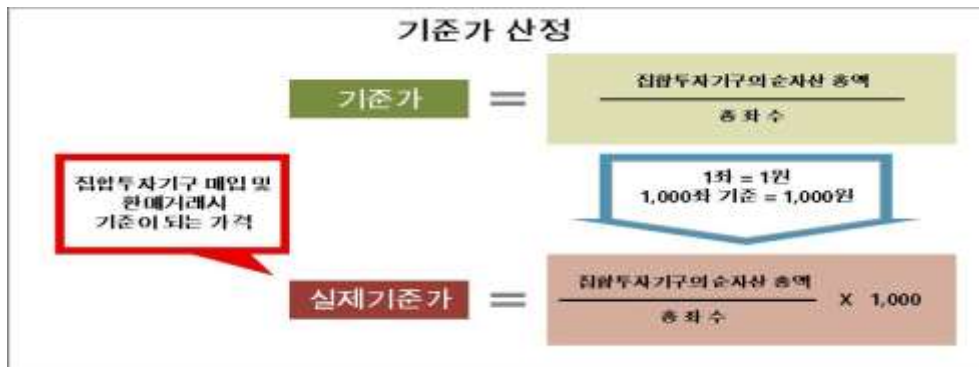 기준가 산정
기준가
=
집합투자기구의 순자산 총액
총 좌 수
집합투자기구 매입 및
환매거래시
기준이 되는 가격
1좌 = 1원
1,000좌 기준 = 1,000원
실제기준가
=
집합투자기구의 순자산 총액
총 좌 수
X 1,000